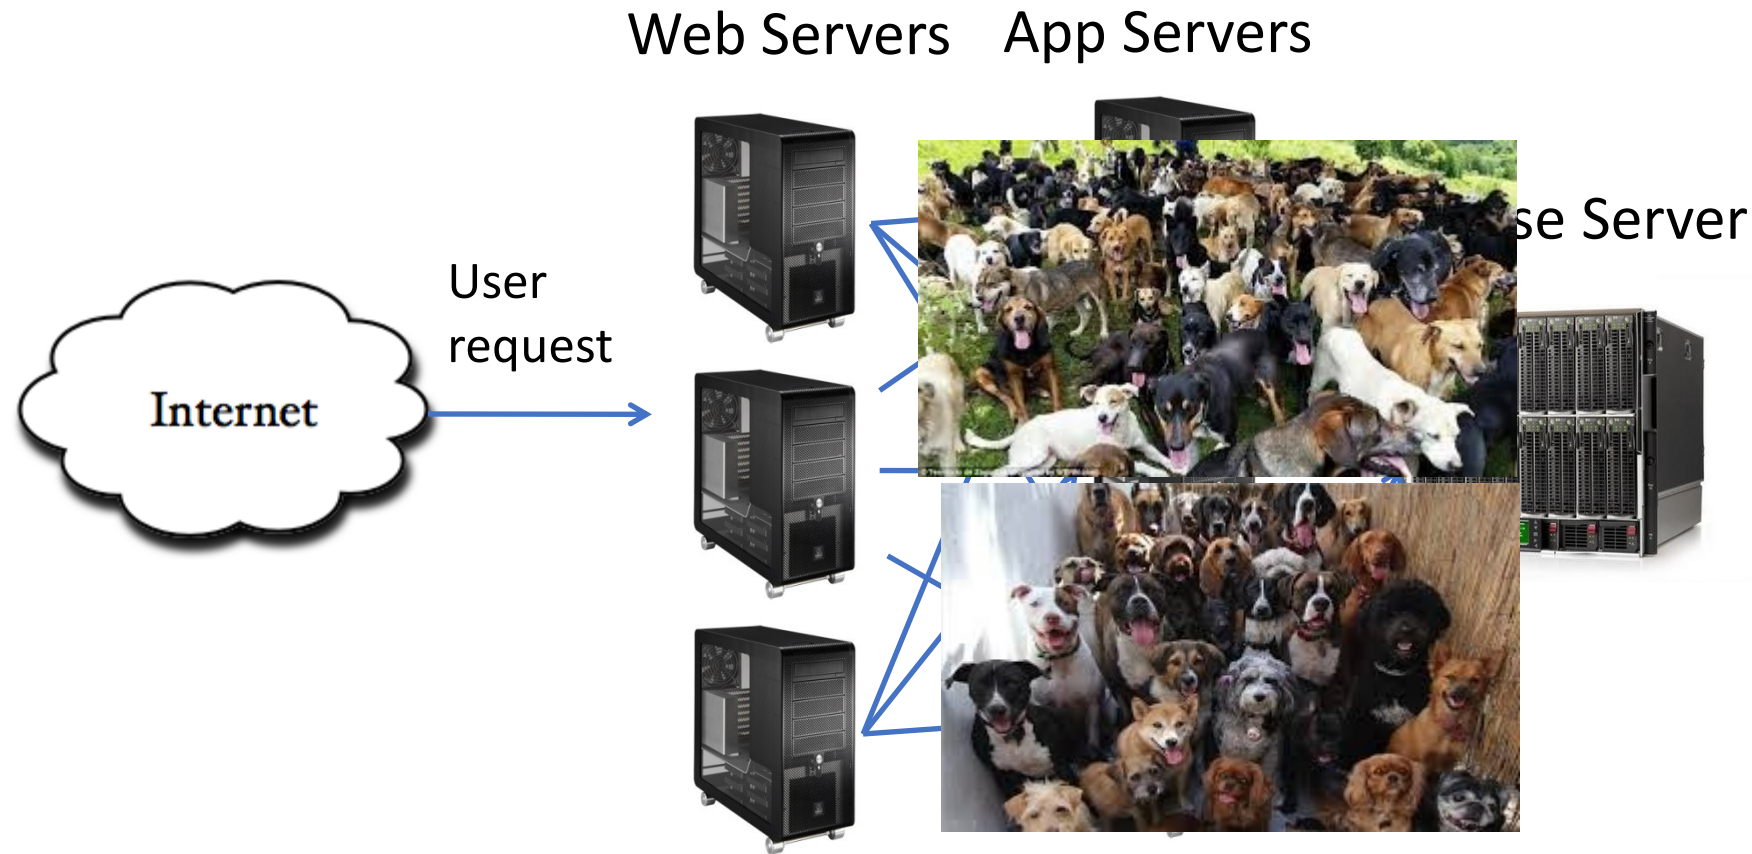 Web Servers
App Servers
se Server
User
request
Internet